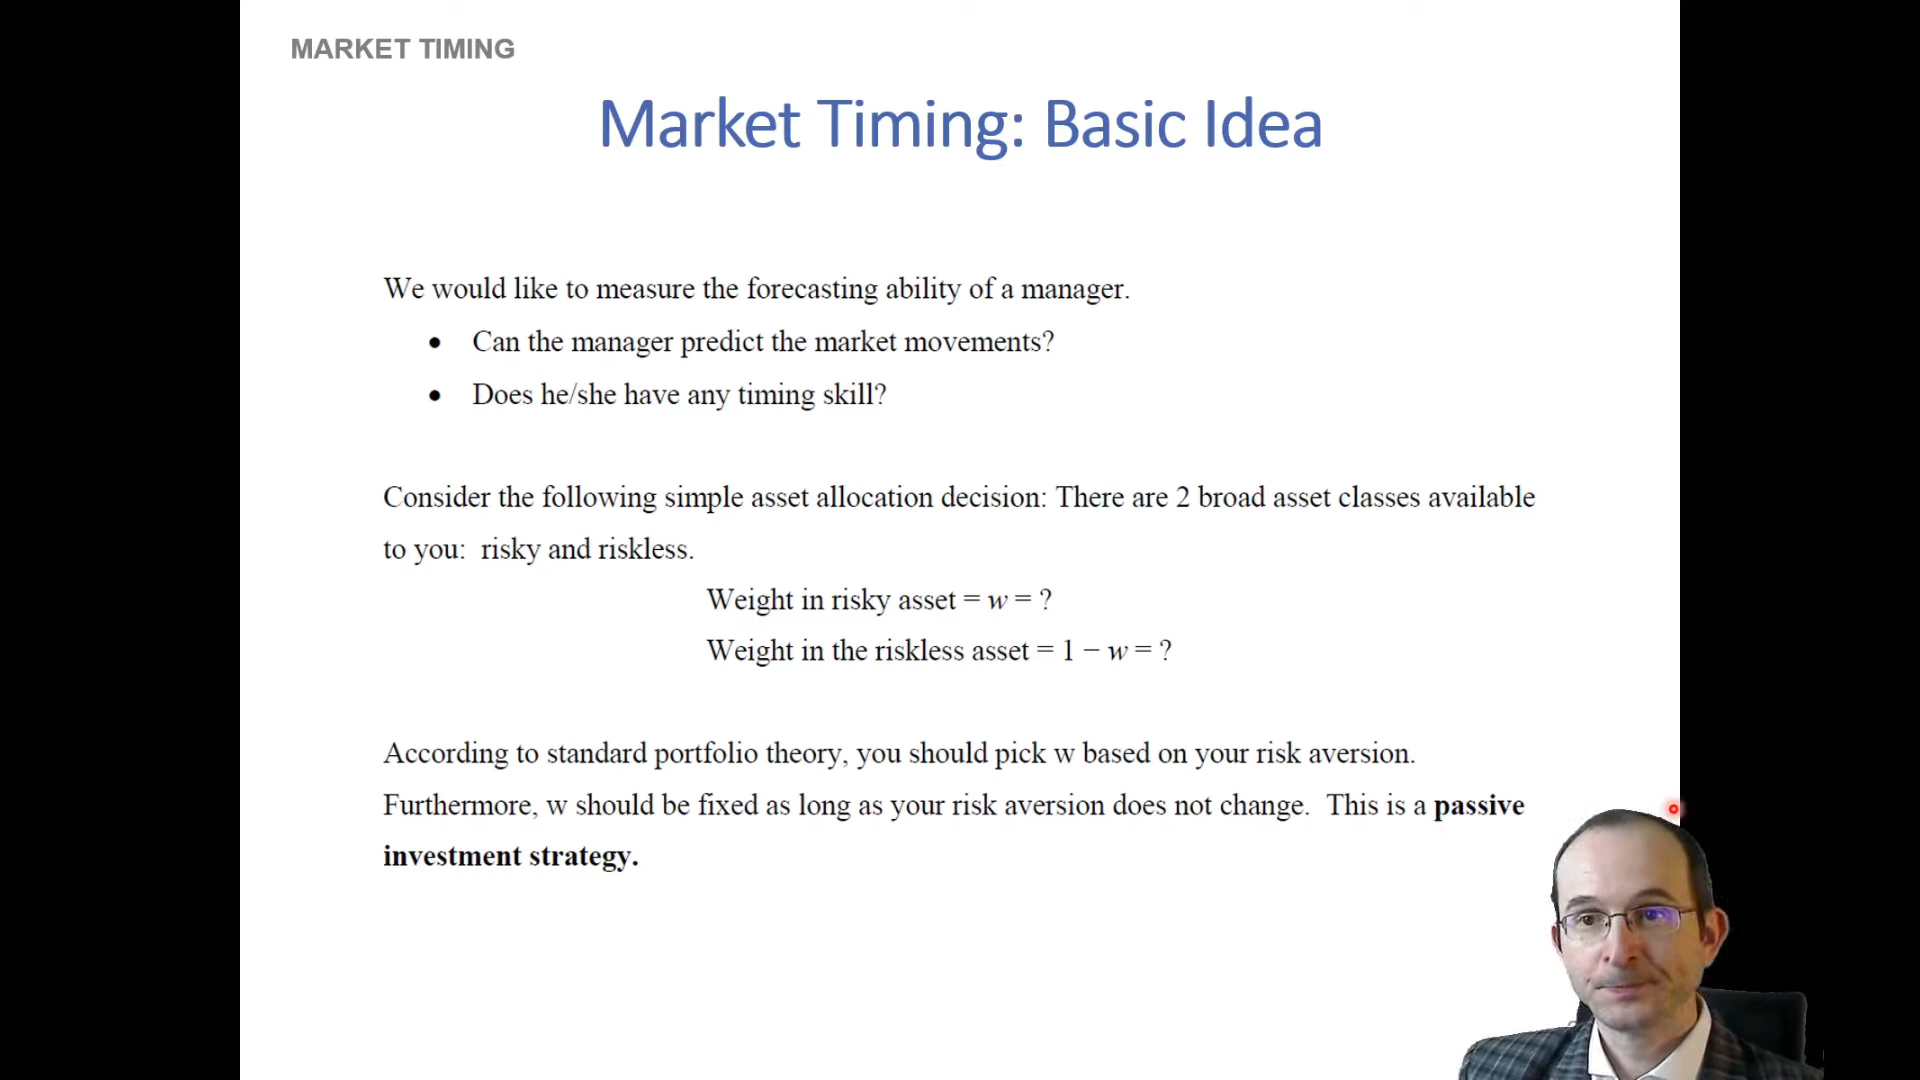 MARKET TIMING
Market Timing: Basic Idea
We would like to measure the forecasting ability of a manager.
• Can the manager predict the market movements?
• Does he/she have any timing skill?
Consider the following simple asset allocation decision: There are 2 broad asset classes available
to you: risky and riskless.
Weight in risky asset = w = ?
Weight in the riskless asset = 1 − w = ?
According to standard portfolio theory, you should pick w based on your risk aversion.
Furthermore, w should be fixed as long as your risk aversion does not change. This is a passive
investment strategy.